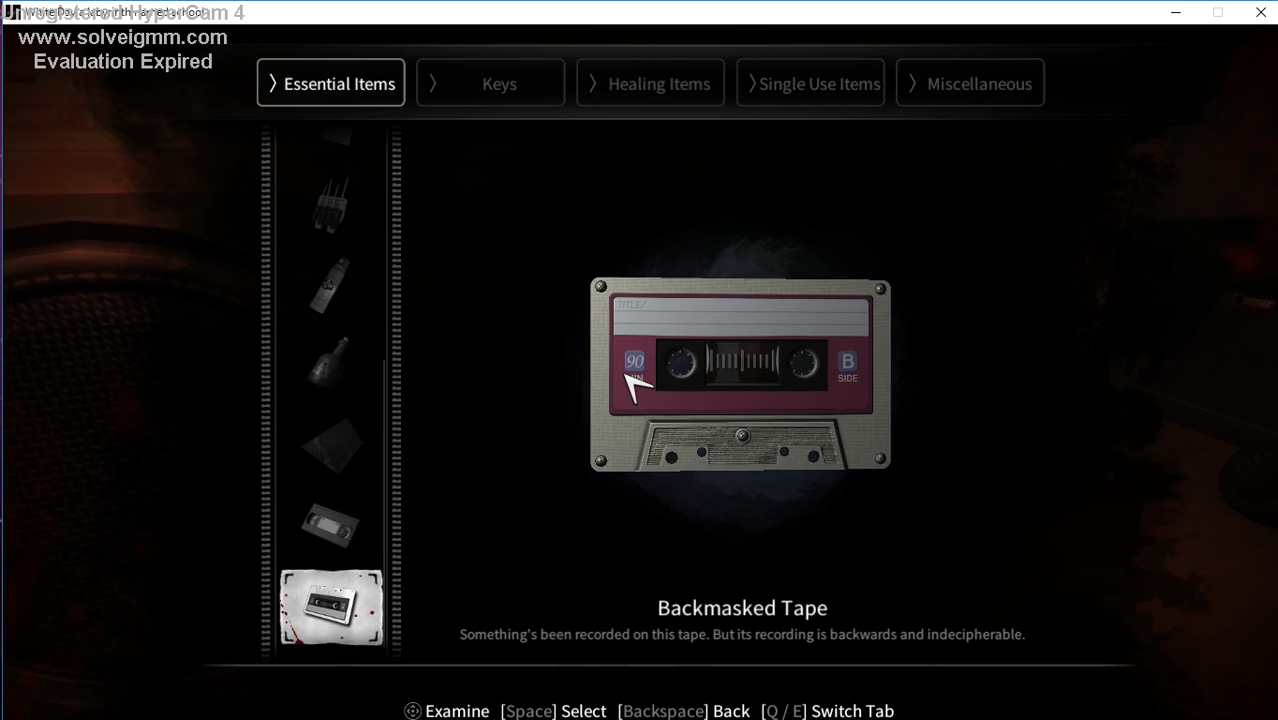 Unregistered HyperCam 4
www.solveigmm.com
Evaluation Expired
Essential Items
Keys
Healing Items
Single Use Items
Miscellaneous
TITLE/
90
B
SIDE
Backmasked Tape
Something's been recorded on this tape. But its recording is backwards and indecipherable.
Examine [Space] Select [Backspace] Back [Q / E] Switch Tab